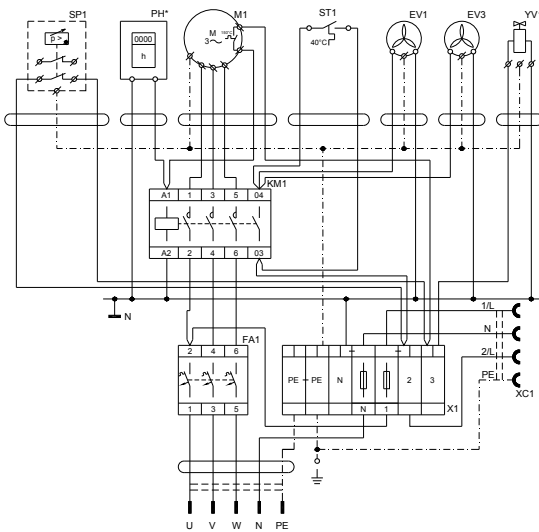 SP1 PH* M1 ST1 EV1 EV3 YV1
p >
0000
h
M
3~
150°C
40°C
KM1
A1 1 3 5 04
A2 2 4 6 03
N
1/L
N
2/L
PE
XC1
FA1
2 4 6
PE PE N 2 3
1 3 5
N 1
X1
U V W N PE